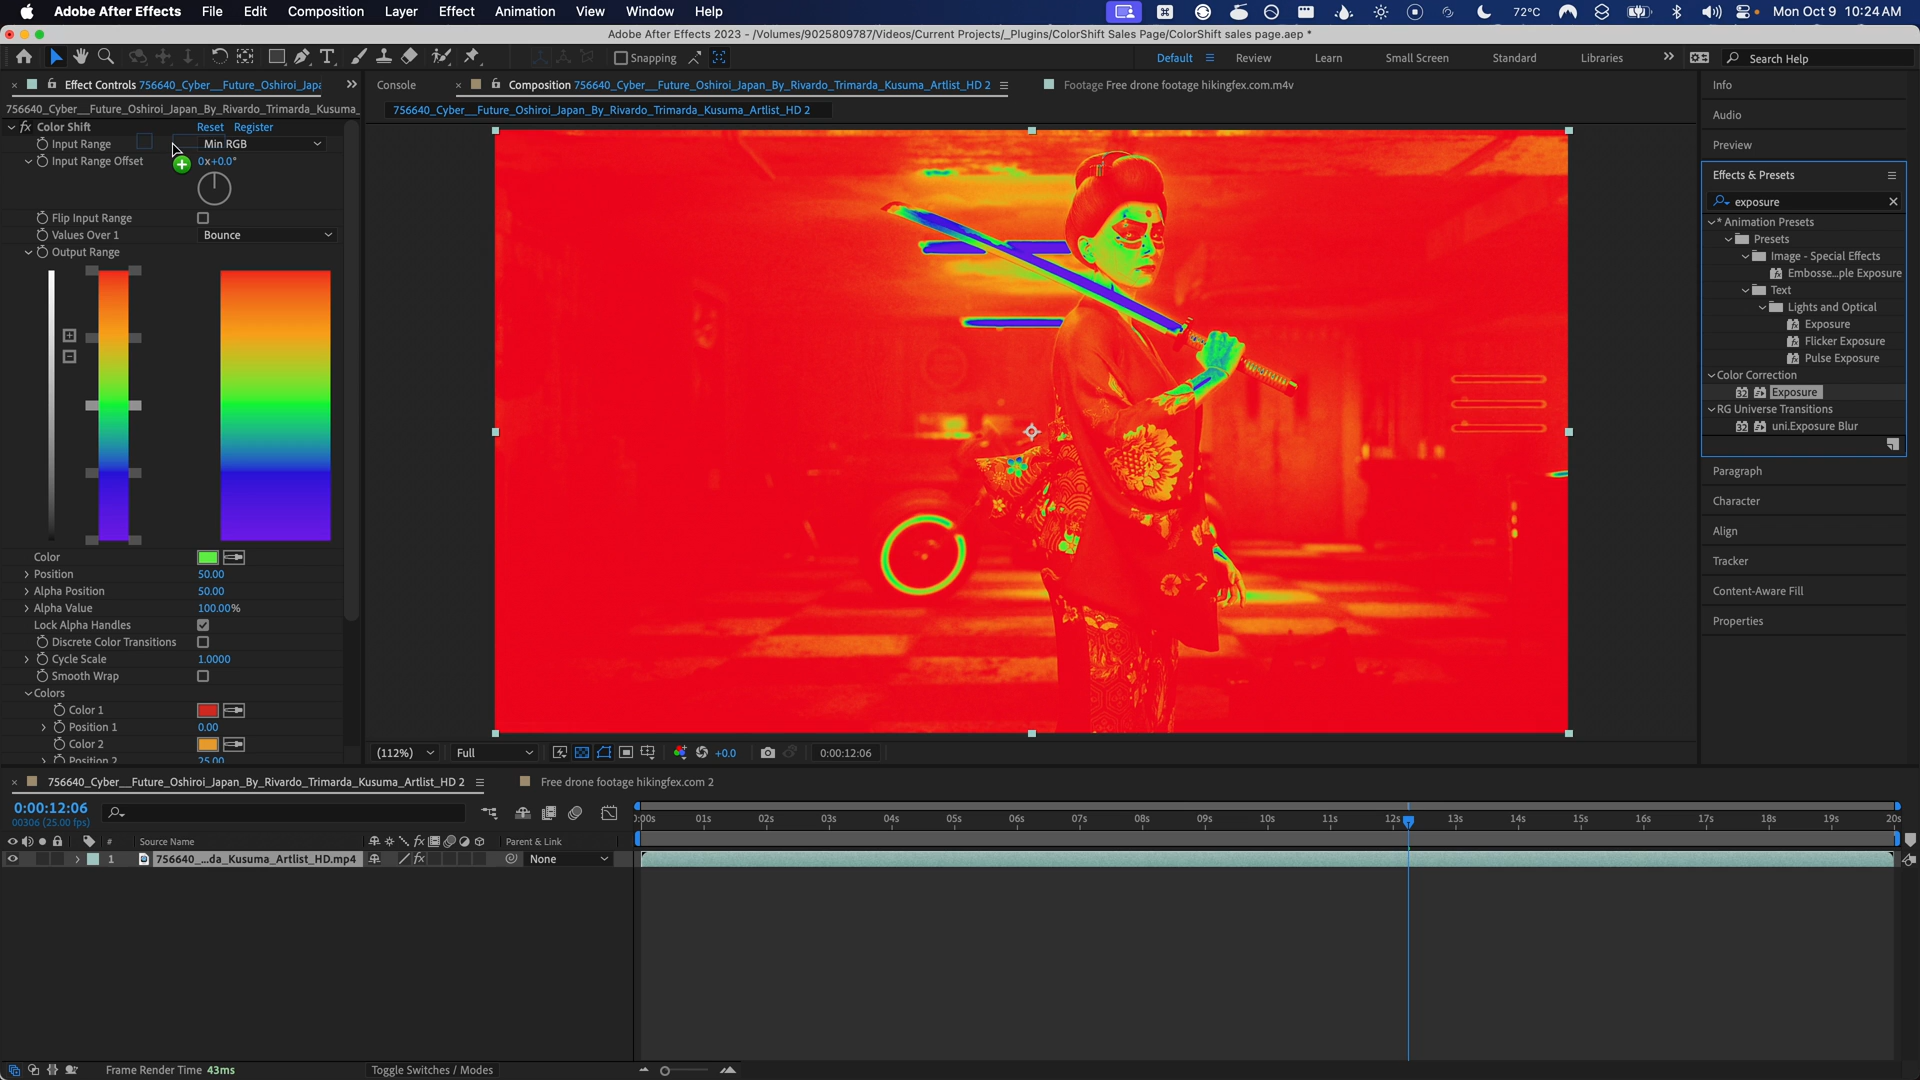 Adobe After Effects File Edit Composition Layer Effect Animation View Window Help 72°C Mon Oct 9 10:24 AM
Adobe After Effects 2023 - /Volumes/9025809787/Videos/Current Projects/_Plugins/ColorShift Sales Page/ColorShift sales page.aep *
Snapping Default Review Learn Small Screen Standard Libraries Search Help
Effect Controls 756640_Cyber__Future_Oshiroi_Japa
Console
Composition 756640_Cyber__Future_Oshiroi_Japan_By_Rivardo_Trimarda_Kusuma_Artlist_HD 2
Footage Free drone footage hikingfex.com.m4v
Info
756640_Cyber__Future_Oshiroi_Japan_By_Rivardo_Trimarda_Kusuma_
756640_Cyber__Future_Oshiroi_Japan_By_Rivardo_Trimarda_Kusuma_Artlist_HD 2
Audio
fx Color Shift Reset Register
Input Range Min RGB
Input Range Offset 0x+0.0°
Flip Input Range
Values Over 1 Bounce
Output Range
Color
Position 50.00
Alpha Position 50.00
Alpha Value 100.00%
Lock Alpha Handles
Discrete Color Transitions
Cycle Scale 1.0000
Smooth Wrap
Colors
Color 1
Position 1 0.00
Color 2
Position 2 25.00
Preview
Effects & Presets
exposure
* Animation Presets
Presets
Image - Special Effects
Embosse...ple Exposure
Text
Lights and Optical
Exposure
Flicker Exposure
Pulse Exposure
Color Correction
32 Exposure
RG Universe Transitions
32 uni.Exposure Blur
Paragraph
Character
Align
Tracker
Content-Aware Fill
Properties
(112%) Full +0.0 0:00:12:06
756640_Cyber__Future_Oshiroi_Japan_By_Rivardo_Trimarda_Kusuma_Artlist_HD 2
Free drone footage hikingfex.com 2
0:00:12:06
00306 (25.00 fps)
):00s 01s 02s 03s 04s 05s 06s 07s 08s 09s 10s 11s 12s 13s 14s 15s 16s 17s 18s 19s 20s
# Source Name fx Parent & Link
1 756640_...da_Kusuma_Artlist_HD.mp4 fx None
Frame Render Time 43ms
Toggle Switches / Modes